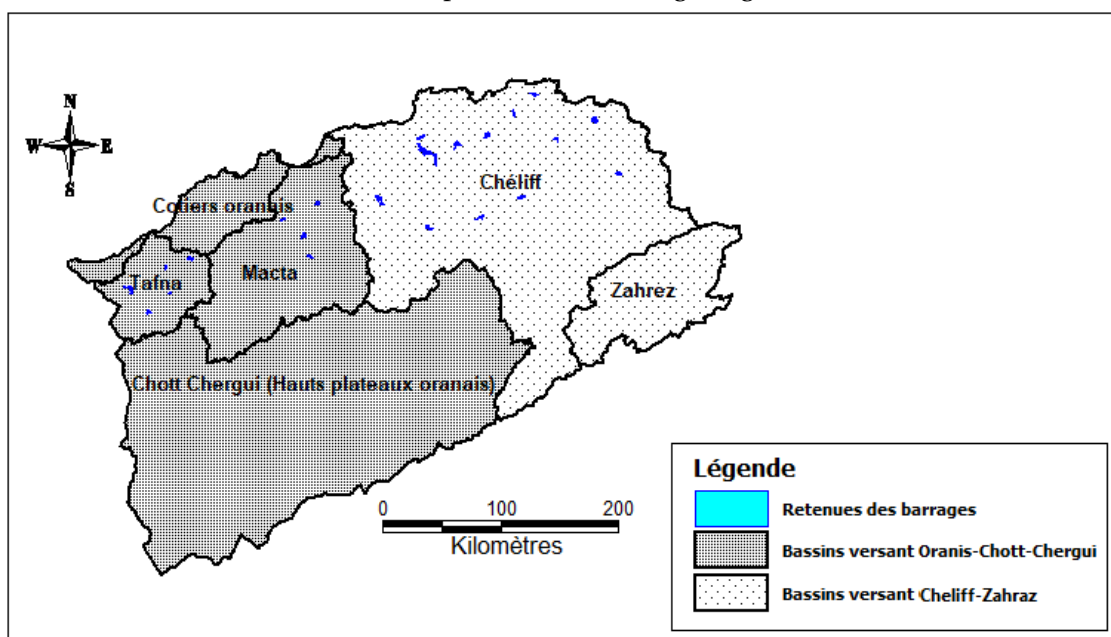 N
W E
S
Chéliff
Cotiers oranais
Tafna
Macta
Zahrez
Chott Chergui (Hauts plateaux oranais)
0 100 200
Kilomètres
Légende
Retenues des barrages
Bassins versant Oranis-Chott-Chergui
Bassins versant Cheliff-Zahraz